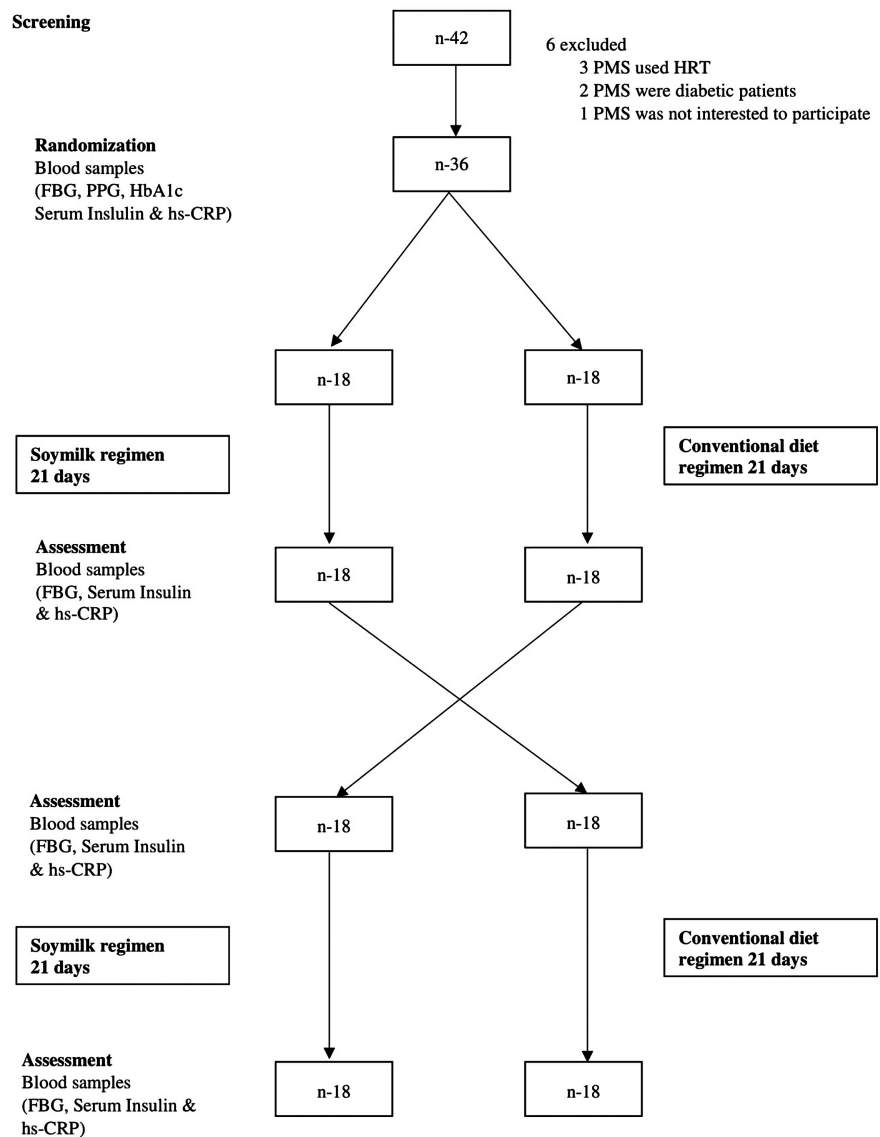 Screening
n-42
6 excluded
3 PMS used HRT
2 PMS were diabetic patients
1 PMS was not interested to participate
Randomization
Blood samples
(FBG, PPG, HbA1c
Serum Inslulin & hs-CRP)
n-36
n-18
n-18
Soymilk regimen
21 days
Conventional diet
regimen 21 days
Assessment
Blood samples
(FBG, Serum Insulin
& hs-CRP)
n-18
n-18
Assessment
Blood samples
(FBG, Serum Insulin
& hs-CRP)
n-18
n-18
Soymilk regimen
21 days
Conventional diet
regimen 21 days
Assessment
Blood samples
(FBG, Serum Insulin &
hs-CRP)
n-18
n-18